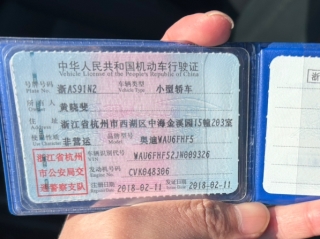 中华人民共和国机动车行驶证
Vehicle License of the People's Republic of China
号牌号码 浙A591N2 车辆类型 小型轿车
Plate No. Vehicle Type
所有人 黄晓斐
Owner
住址 浙江省杭州市西湖区中海金溪园15幢203室
Address
使用性质 非营运 品牌型号 奥迪WAU6FHF5
Use Character Model
浙江省杭州
市公安局交
通警察支队
车辆识别代号 WAU6FHF52JN009326
VIN
发动机号码 CVK048306
Engine No.
注册日期 2018-02-11 发证日期 2018-02-11
Register Date Issue Date